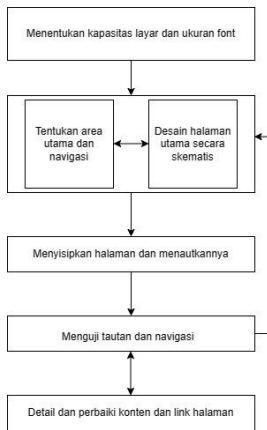 Menentukan kapasitas layar dan ukuran font
Tentukan area
utama dan
navigasi
Desain halaman
utama secara
skematis
Menyisipkan halaman dan menautkannya
Menguji tautan dan navigasi
Detail dan perbaiki konten dan link halaman